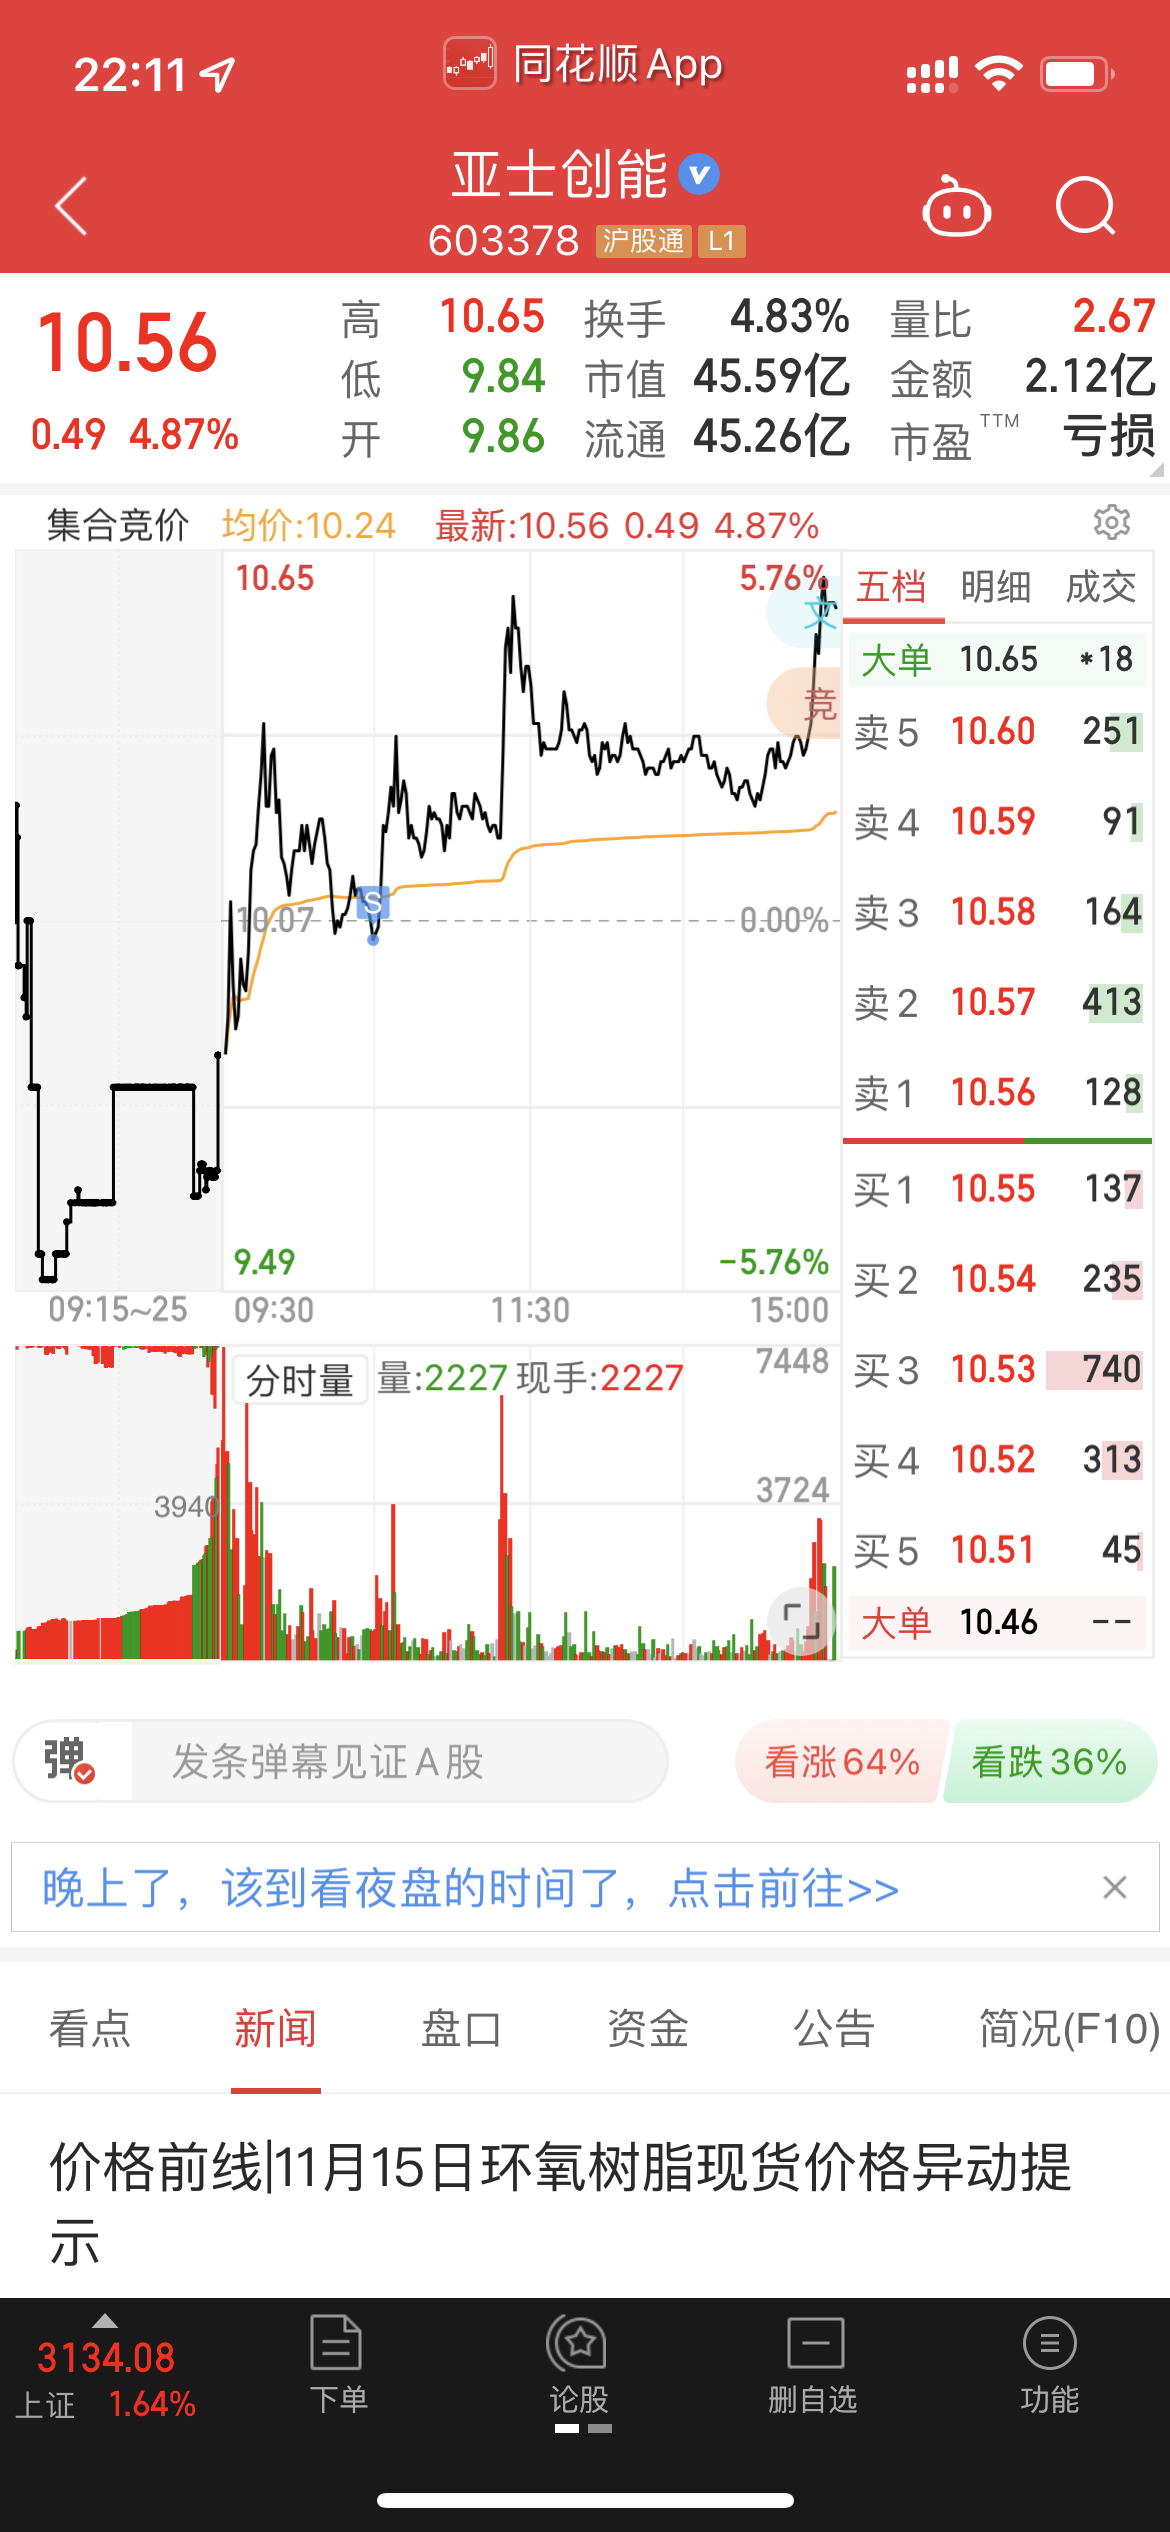 22:11
同花顺App
亚士创能
603378 沪股通 L1
10.56
0.49 4.87%
高 10.65 换手 4.83% 量比 2.67
低 9.84 市值 45.59亿 金额 2.12亿
开 9.86 流通 45.26亿 市盈TTM 亏损
集合竞价 均价:10.24 最新:10.56 0.49 4.87%
10.65 5.76%
文
竞
10.07 0.00%
S
9.49 -5.76%
09:15~25 09:30 11:30 15:00
分时量 量:2227 现手:2227 7448
3940 3724
五档 明细 成交
大单 10.65 *18
卖5 10.60 251
卖4 10.59 91
卖3 10.58 164
卖2 10.57 413
卖1 10.56 128
买1 10.55 137
买2 10.54 235
买3 10.53 740
买4 10.52 313
买5 10.51 45
大单 10.46 --
弹 发条弹幕见证A股 看涨64% 看跌36%
晚上了，该到看夜盘的时间了，点击前往>>
看点 新闻 盘口 资金 公告 简况(F10)
价格前线|11月15日环氧树脂现货价格异动提
示
3134.08
上证 1.64%
下单 论股 删自选 功能